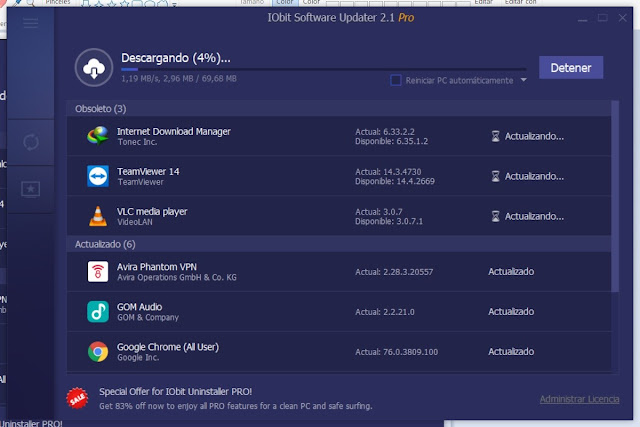 Pinceles
Tamaño
Color
Color
Editar
Editar con
IObit Software Updater 2.1 Pro
Descargando (4%)...
1,19 MB/s, 2,96 MB / 69,68 MB
Reiniciar PC automáticamente
Detener
Obsoleto (3)
Internet Download Manager
Tonec Inc.
Actual: 6.33.2.2
Disponible: 6.35.1.2
Actualizando...
TeamViewer 14
TeamViewer
Actual: 14.3.4730
Disponible: 14.4.2669
Actualizando...
VLC media player
VideoLAN
Actual: 3.0.7
Disponible: 3.0.7.1
Actualizando...
Actualizado (6)
Avira Phantom VPN
Avira Operations GmbH & Co. KG
Actual: 2.28.3.20557
Actualizado
GOM Audio
GOM & Company
Actual: 2.2.21.0
Actualizado
Google Chrome (All User)
Google Inc.
Actual: 76.0.3809.100
Actualizado
SALE
Special Offer for IObit Uninstaller PRO!
Get 83% off now to enjoy all PRO features for a clean PC and safe surfing.
Administrar Licencia
Uninstaller PRO!